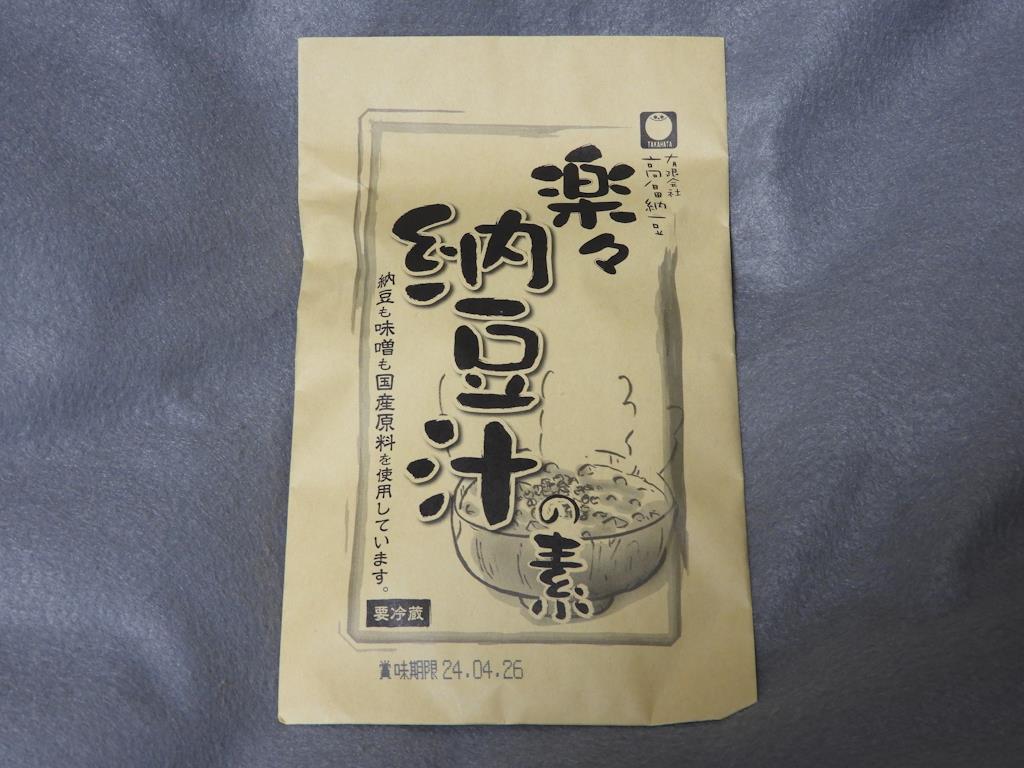 TAKAHATA
有限会社
高畠納豆
楽々
納豆汁
の素
納豆も味噌も国産原料を使用しています。
要冷蔵
賞味期限 24.04.26